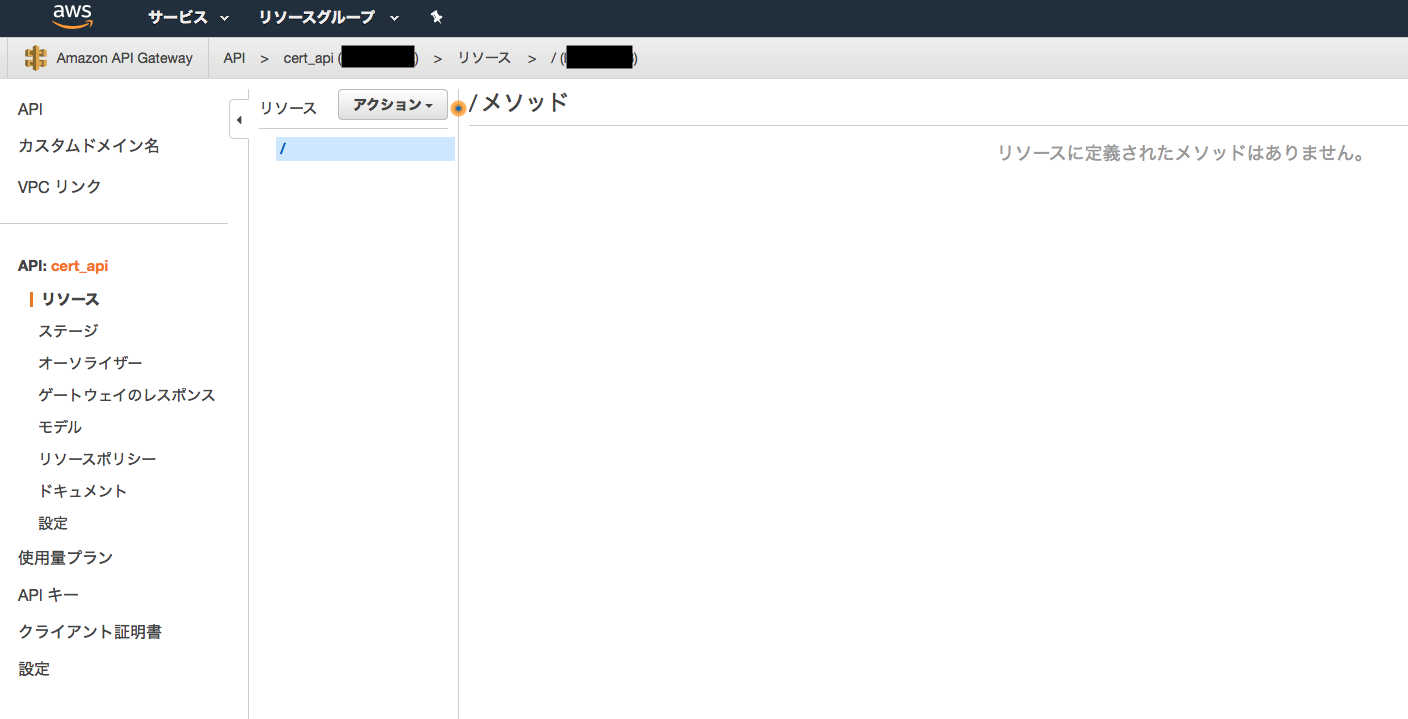 aws サービス リソースグループ
Amazon API Gateway API > cert_api ( ) > リソース > / ( )
API
カスタムドメイン名
VPC リンク
API: cert_api
リソース
ステージ
オーソライザー
ゲートウェイのレスポンス
モデル
リソースポリシー
ドキュメント
設定
使用量プラン
API キー
クライアント証明書
設定
リソース アクション
/
/ メソッド
リソースに定義されたメソッドはありません。